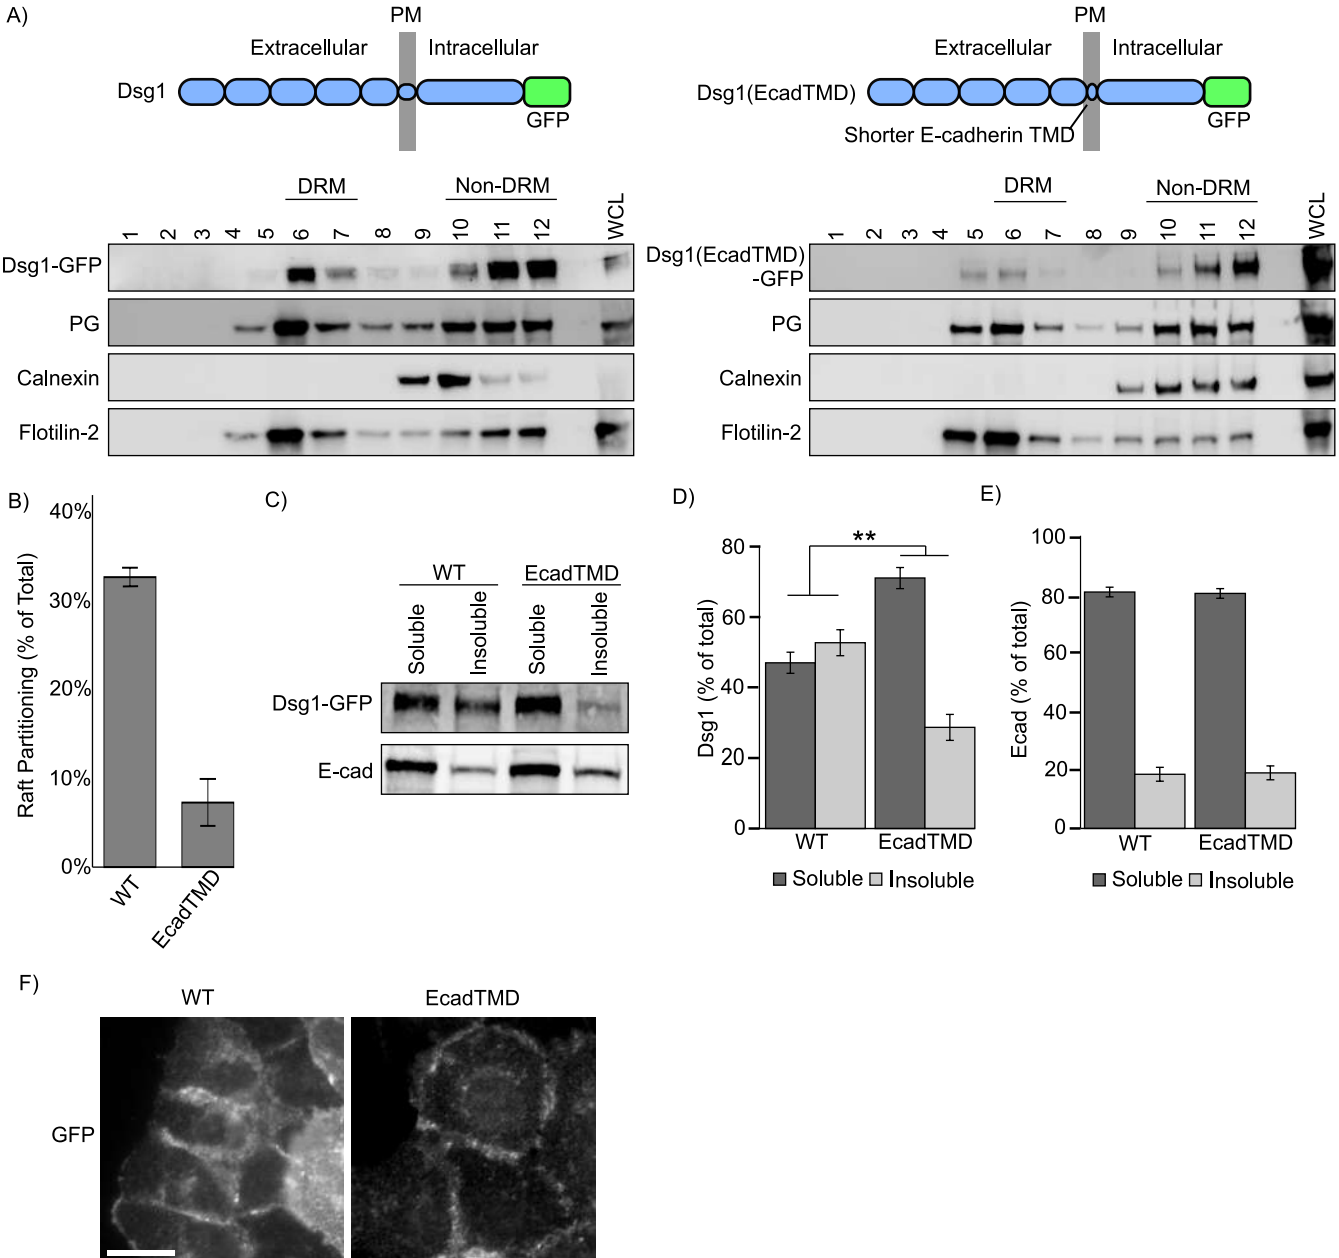 A)
PM
Extracellular
Intracellular
Dsg1
GFP
PM
Extracellular
Intracellular
Dsg1(EcadTMD)
Shorter E-cadherin TMD
GFP
DRM
Non-DRM
1 2 3 4 5 6 7 8 9 10 11 12 WCL
Dsg1-GFP
PG
Calnexin
Flotilin-2
DRM
Non-DRM
1 2 3 4 5 6 7 8 9 10 11 12 WCL
Dsg1(EcadTMD)
-GFP
PG
Calnexin
Flotilin-2
B)
Raft Partitioning (% of Total)
40%
30%
20%
10%
0%
WT
EcadTMD
C)
WT
EcadTMD
Soluble Insoluble Soluble Insoluble
Dsg1-GFP
E-cad
D)
Dsg1 (% of total)
80
60
40
20
0
**
WT
EcadTMD
Soluble Insoluble
E)
Ecad (% of total)
100
80
60
40
20
0
WT
EcadTMD
Soluble Insoluble
F)
WT
EcadTMD
GFP